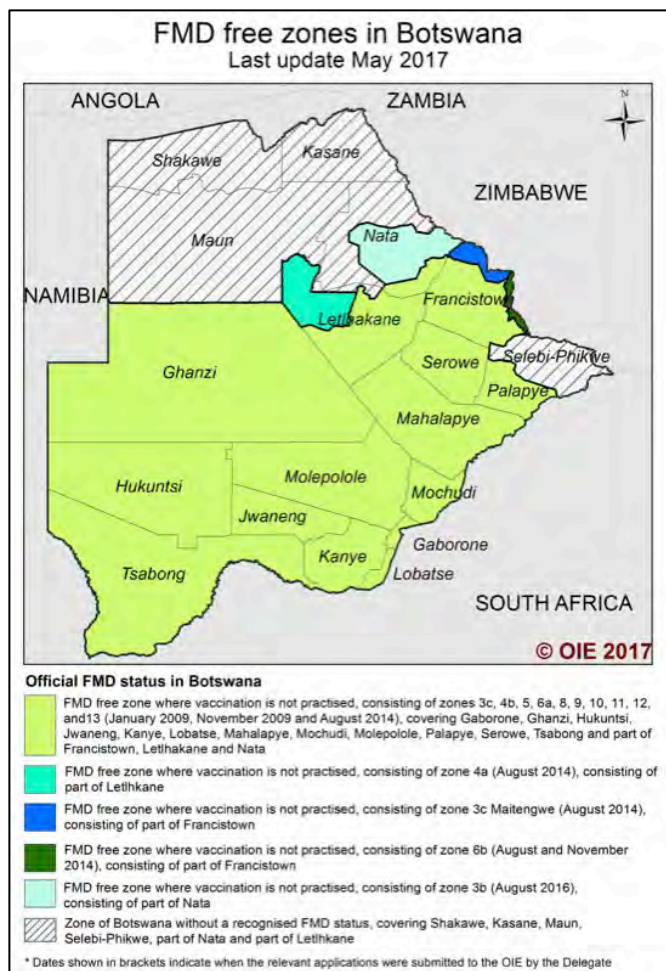 FMD free zones in Botswana
Last update May 2017
ANGOLA
ZAMBIA
N
Shakawe
Kasane
ZIMBABWE
Maun
Nata
NAMIBIA
Letlhakane
Francistow
Ghanzi
Serowe
Selebi-Phikwe
Palapye
Mahalapye
Hukuntsi
Molepolole
Mochudi
Jwaneng
Kanye
Gaborone
Tsabong
Lobatse
SOUTH AFRICA
© OIE 2017
Official FMD status in Botswana
FMD free zone where vaccination is not practised, consisting of zones 3c, 4b, 5, 6a, 8, 9, 10, 11, 12,
and13 (January 2009, November 2009 and August 2014), covering Gaborone, Ghanzi, Hukuntsi,
Jwaneng, Kanye, Lobatse, Mahalapye, Mochudi, Molepolole, Palapye, Serowe, Tsabong and part of
Francistown, Letlhakane and Nata
FMD free zone where vaccination is not practised, consisting of zone 4a (August 2014), consisting of
part of Letlhkane
FMD free zone where vaccination is not practised, consisting of zone 3c Maitengwe (August 2014),
consisting of part of Francistown
FMD free zone where vaccination is not practised, consisting of zone 6b (August and November
2014), consisting of part of Francistown
FMD free zone where vaccination is not practised, consisting of zone 3b (August 2016),
consisting of part of Nata
Zone of Botswana without a recognised FMD status, covering Shakawe, Kasane, Maun,
Selebi-Phikwe, part of Nata and part of Letlhkane
* Dates shown in brackets indicate when the relevant applications were submitted to the OIE by the Delegate